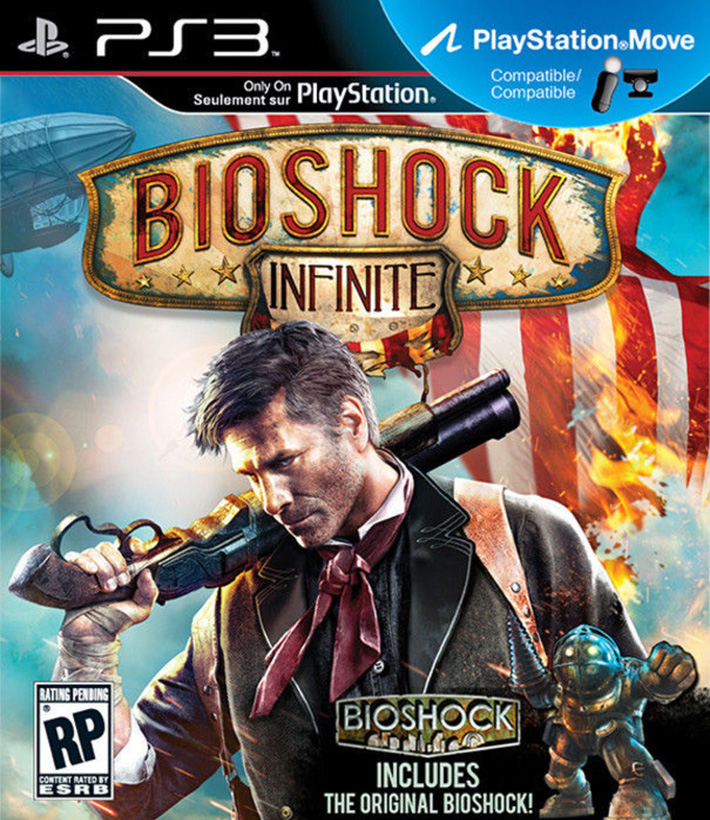 PS3
PlayStation®Move
Compatible/
Compatible
Only On
Seulement sur PlayStation®
BIOSHOCK
INFINITE
RATING PENDING
RP
CONTENT RATED BY
ESRB
BIOSHOCK
INCLUDES
THE ORIGINAL BIOSHOCK!